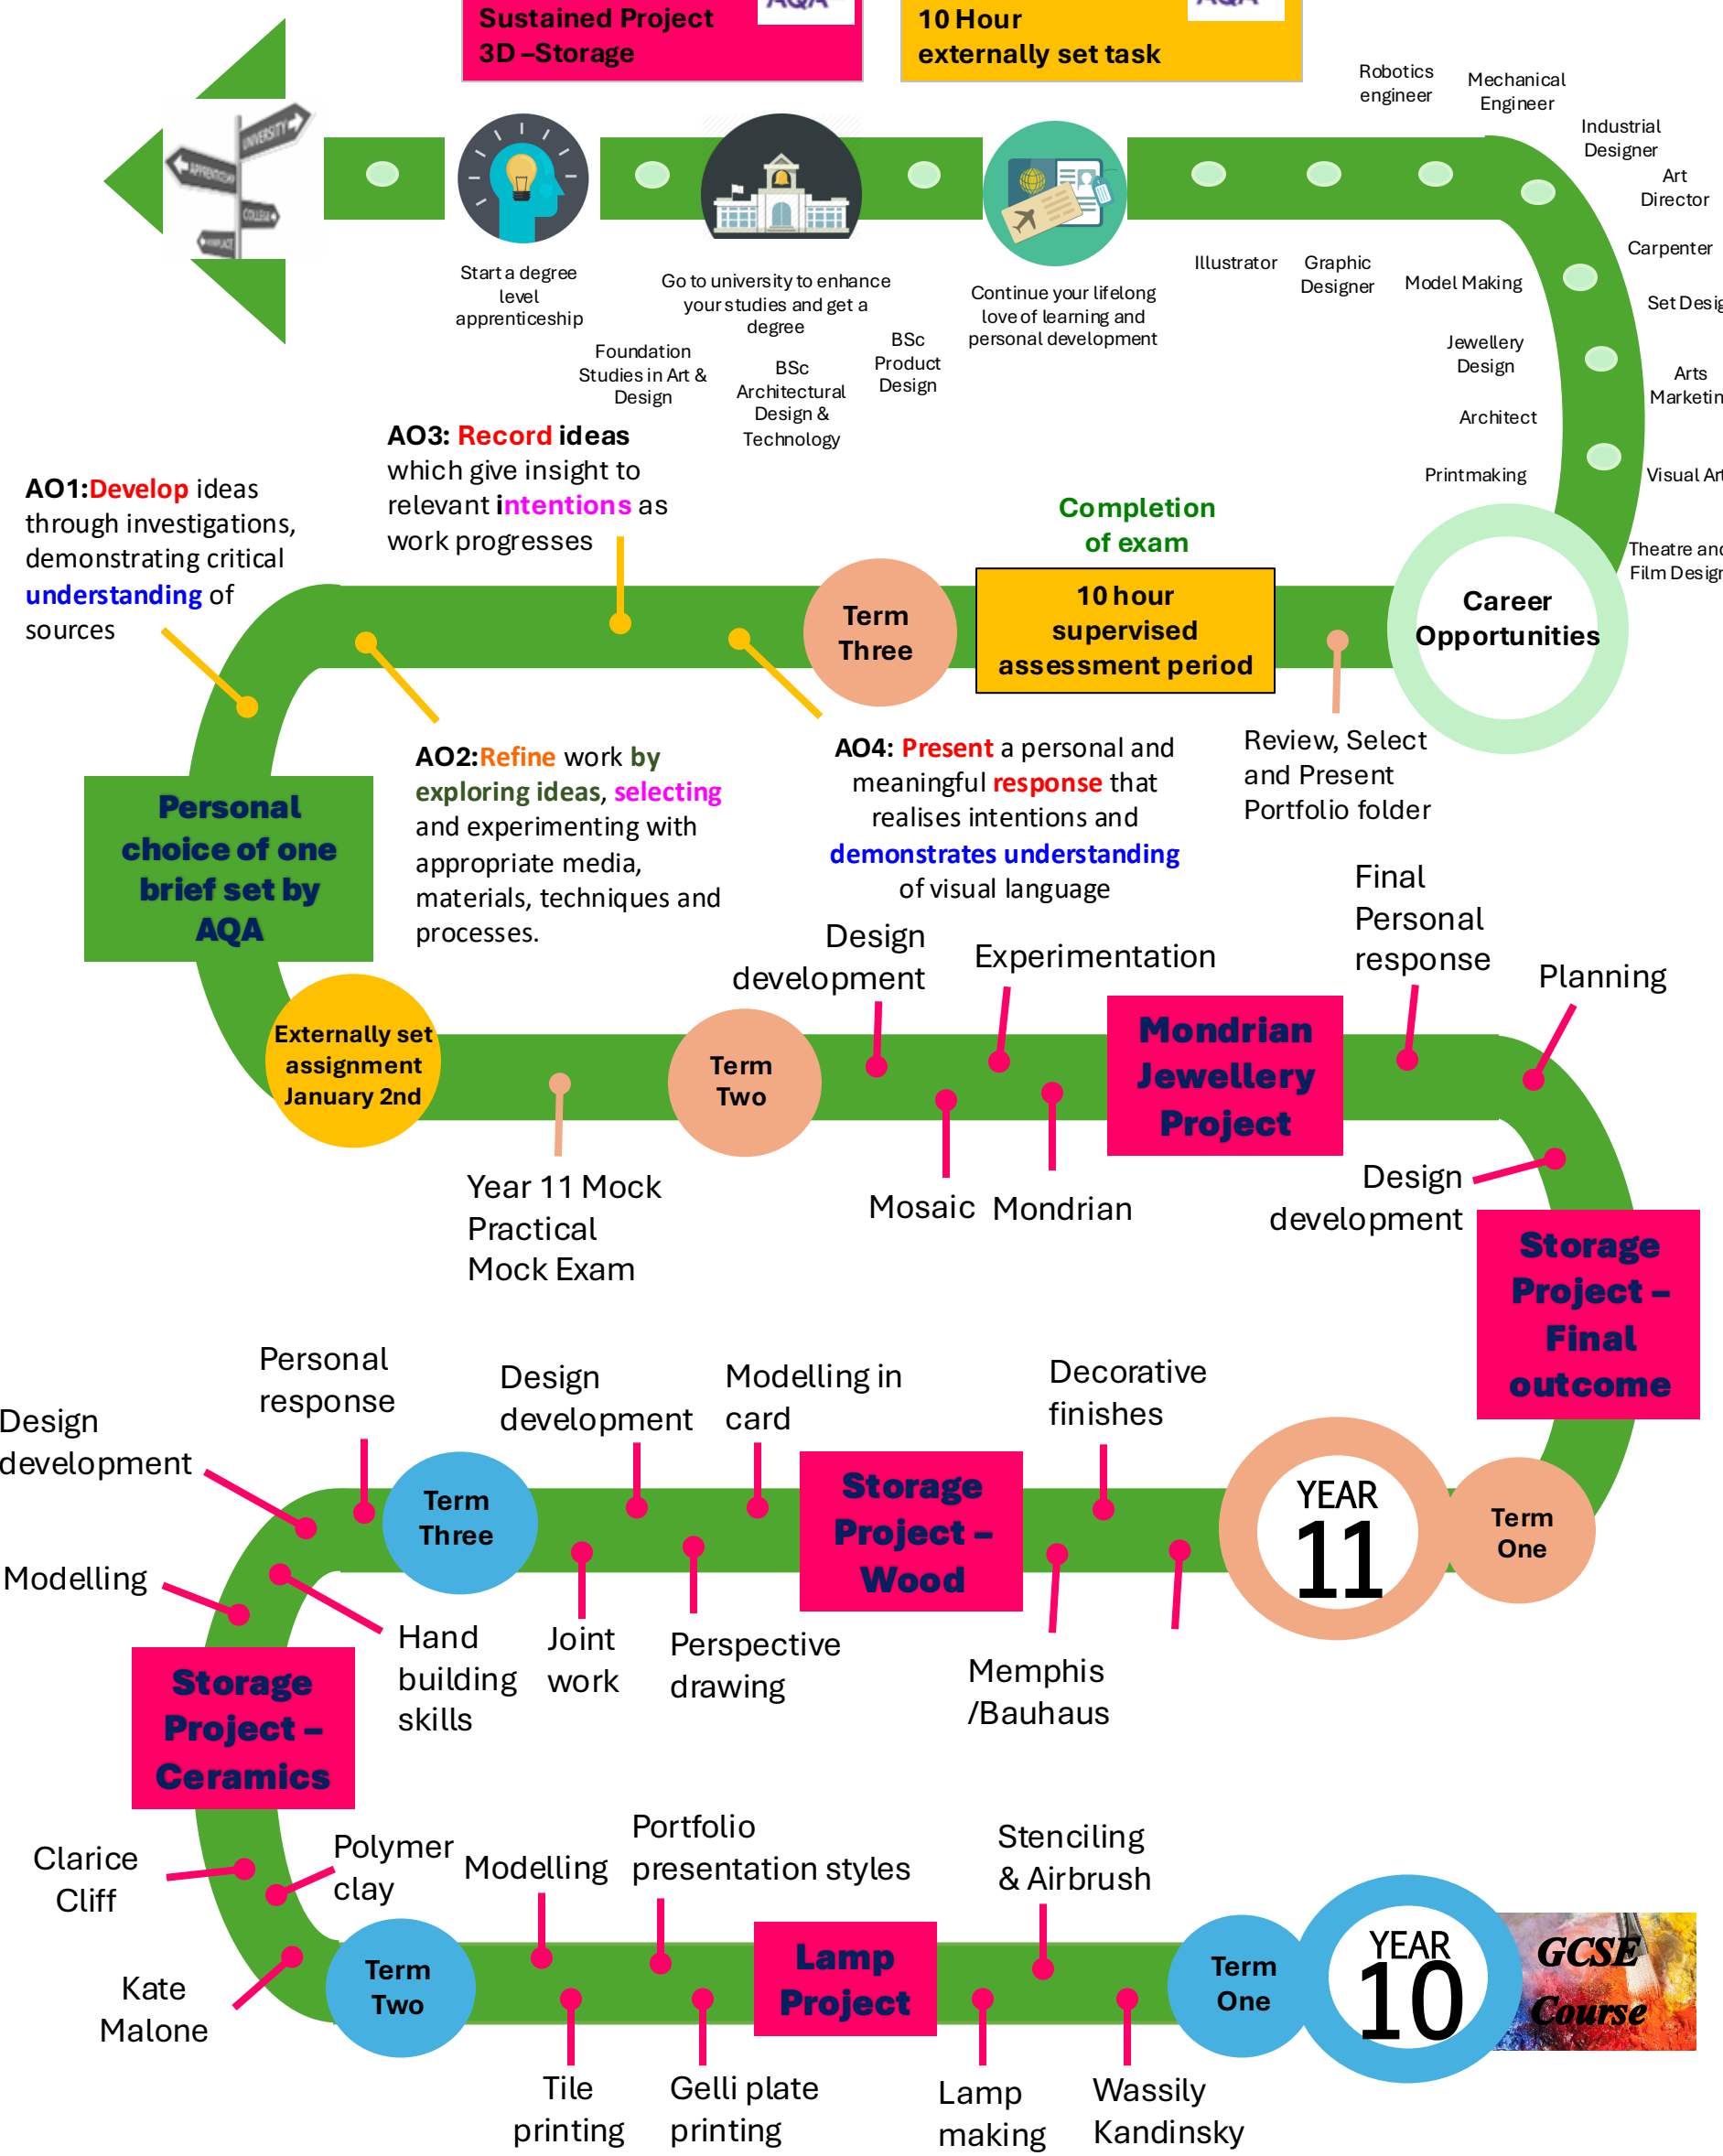 Sustained Project
3D –Storage
AQA
10 Hour
externally set task
AQA
Robotics
engineer
Mechanical
Engineer
Industrial
Designer
Art
Director
Carpenter
Set Desig
Arts
Marketin
Visual Art
Theatre and
Film Design
UNIVERSITY
APPRENTICESHIP
COLLEGE
Start a degree
level
apprenticeship
Go to university to enhance
your studies and get a
degree
Continue your lifelong
love of learning and
personal development
Foundation
Studies in Art &
Design
BSc
Architectural
Design &
Technology
BSc
Product
Design
Illustrator
Graphic
Designer
Model Making
Jewellery
Design
Architect
Printmaking
AO1:Develop ideas
through investigations,
demonstrating critical
understanding of
sources
AO3: Record ideas
which give insight to
relevant intentions as
work progresses
Completion
of exam
Term
Three
10 hour
supervised
assessment period
Career
Opportunities
AO2:Refine work by
exploring ideas, selecting
and experimenting with
appropriate media,
materials, techniques and
processes.
AO4: Present a personal and
meaningful response that
realises intentions and
demonstrates understanding
of visual language
Review, Select
and Present
Portfolio folder
Personal
choice of one
brief set by
AQA
Externally set
assignment
January 2nd
Term
Two
Design
development
Experimentation
Mondrian
Jewellery
Project
Final
Personal
response
Planning
Year 11 Mock
Practical
Mock Exam
Mosaic
Mondrian
Design
development
Storage
Project –
Final
outcome
Design
development
Personal
response
Term
Three
Design
development
Modelling in
card
Storage
Project –
Wood
Decorative
finishes
YEAR
11
Term
One
Modelling
Hand
building
skills
Joint
work
Perspective
drawing
Memphis
/Bauhaus
Storage
Project –
Ceramics
Clarice
Cliff
Polymer
clay
Kate
Malone
Term
Two
Modelling
Portfolio
presentation styles
Lamp
Project
Stenciling
& Airbrush
Term
One
YEAR
10
GCSE
Course
Tile
printing
Gelli plate
printing
Lamp
making
Wassily
Kandinsky